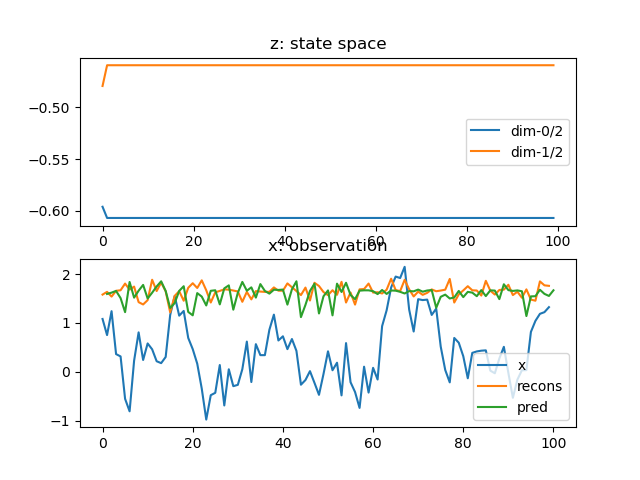 z: state space
−0.50
−0.55
−0.60
dim-0/2
dim-1/2
0
20
40
60
80
100
x: observation
2
1
0
−1
x
recons
pred
0
20
40
60
80
100